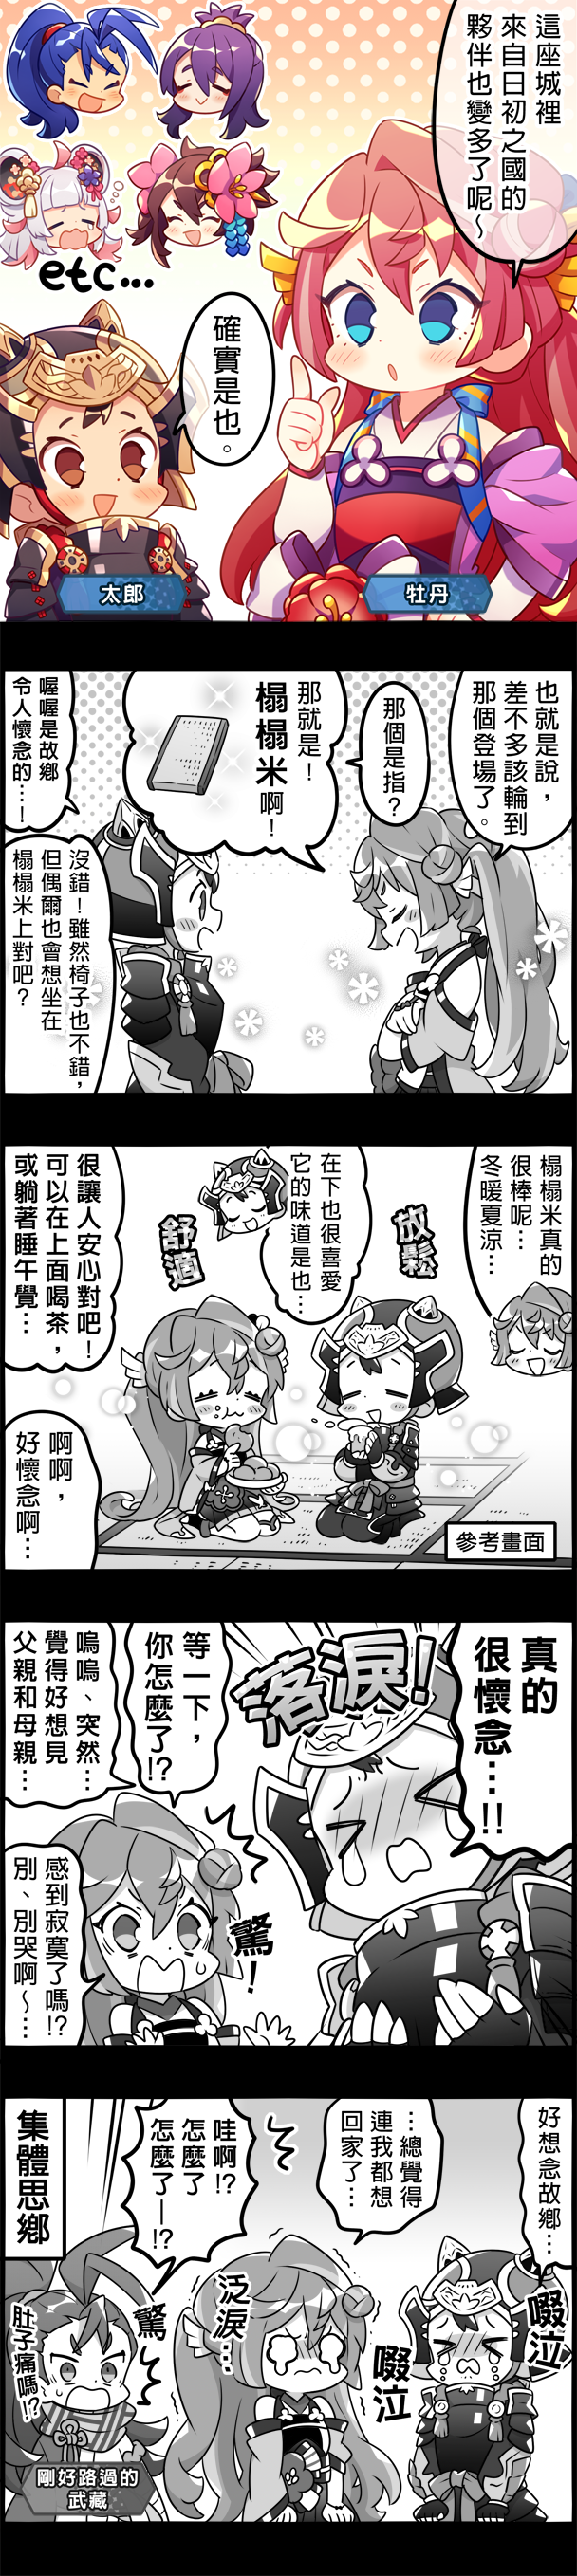 這座城裡
來自日初之國的
夥伴也變多了呢～
etc...
確實是也。
太郎
牡丹
也就是說，
差不多該輪到
那個登場了。
那個是指？
那就是！
榻榻米啊！
喔喔是故鄉
令人懷念的…！
沒錯！雖然椅子也不錯，
但偶爾也會想坐在
榻榻米上對吧？
榻榻米真的
很棒呢…
冬暖夏涼…
放鬆
在下也很喜愛
它的味道是也…
舒適
很讓人安心對吧！
可以在上面喝茶，
或躺著睡午覺…
啊啊，
好懷念啊…
參考畫面
真的
很懷念…!!
落淚！
等一下，
你怎麼了!?
嗚嗚、突然…
覺得好想見
父親和母親…
驚！
感到寂寞了嗎!?
別、別哭啊～…
好想念故鄉…
啜泣
…總覺得
連我都想
回家了…
啜泣
泛淚…
哇啊!?
怎麼了
怎麼了—!?
驚
集體思鄉
肚子痛嗎!?
剛好路過的
武藏